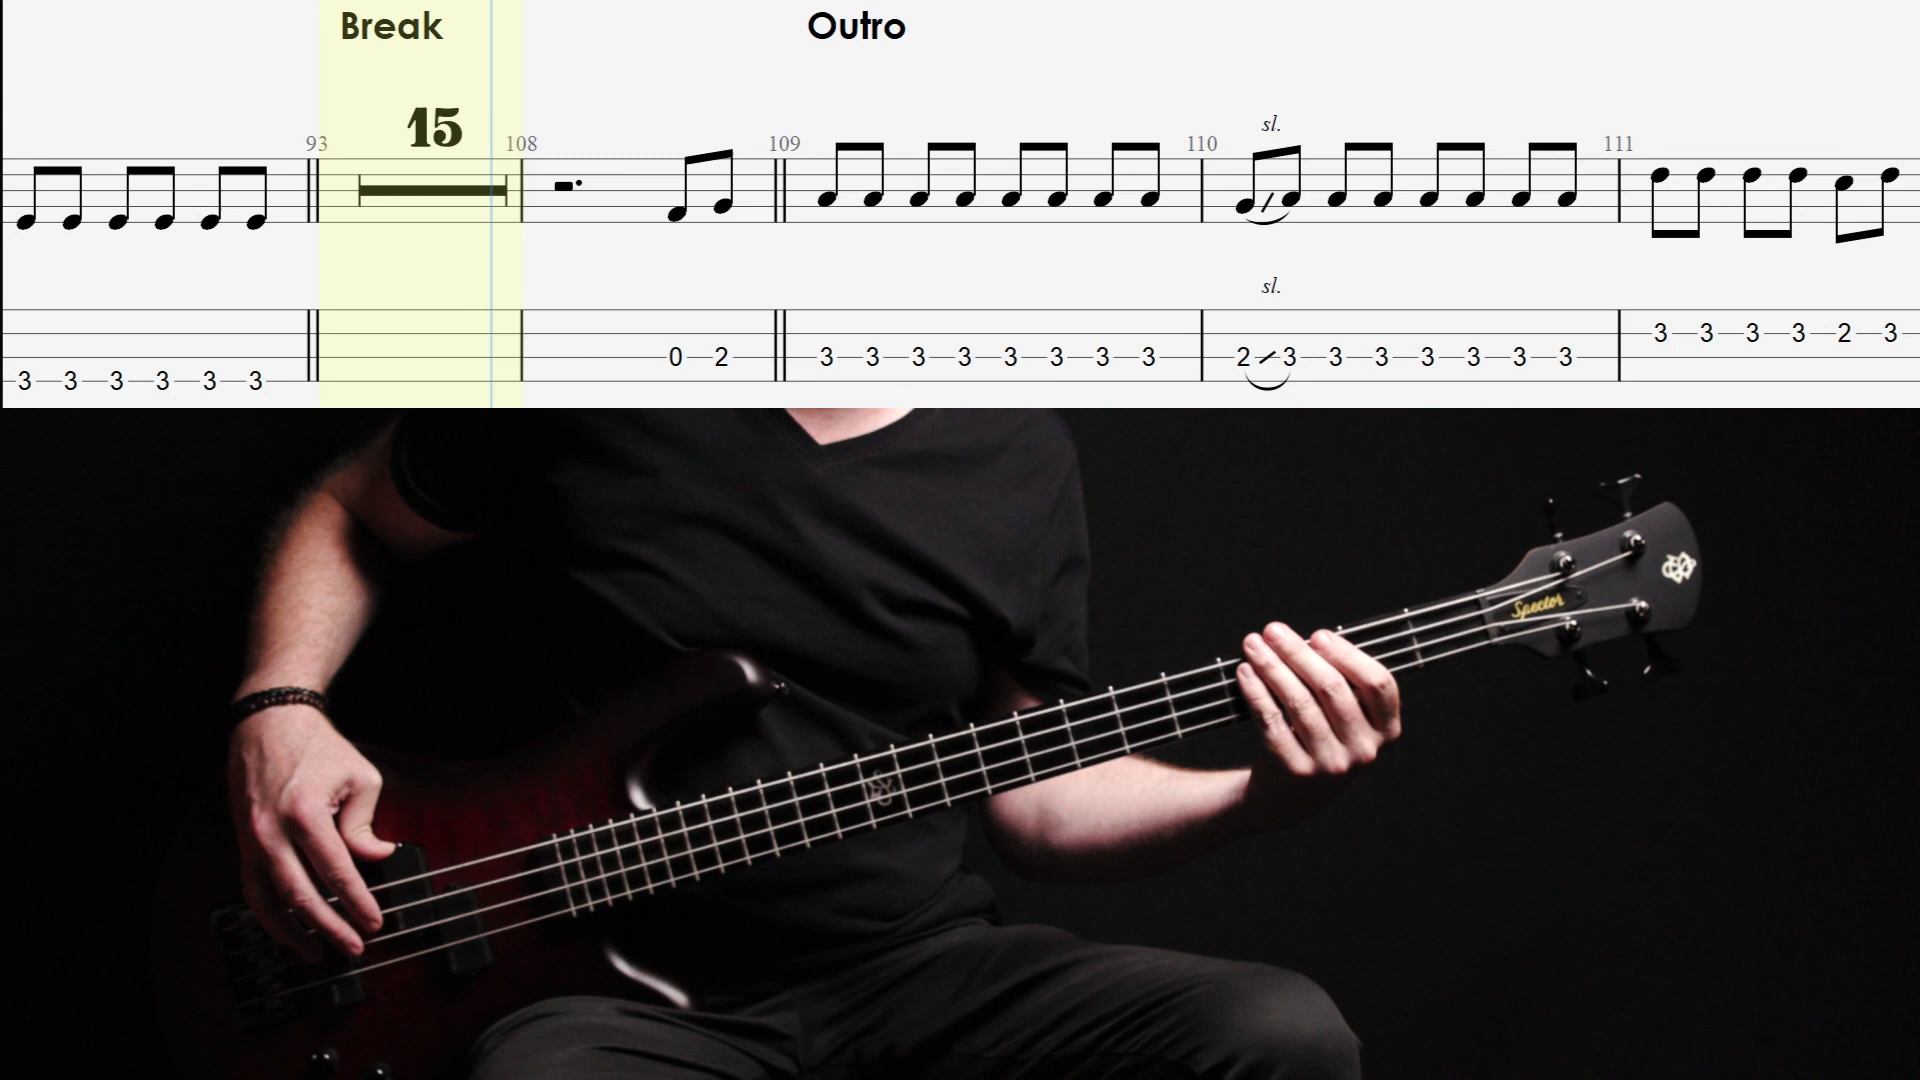 Break Outro
15
93 108 109 110 111
sl.
sl.
3 3 3 3 2 3
0 2 3 3 3 3 3 3 3 3 2 3 3 3 3 3 3 3
3 3 3 3 3 3
Spector